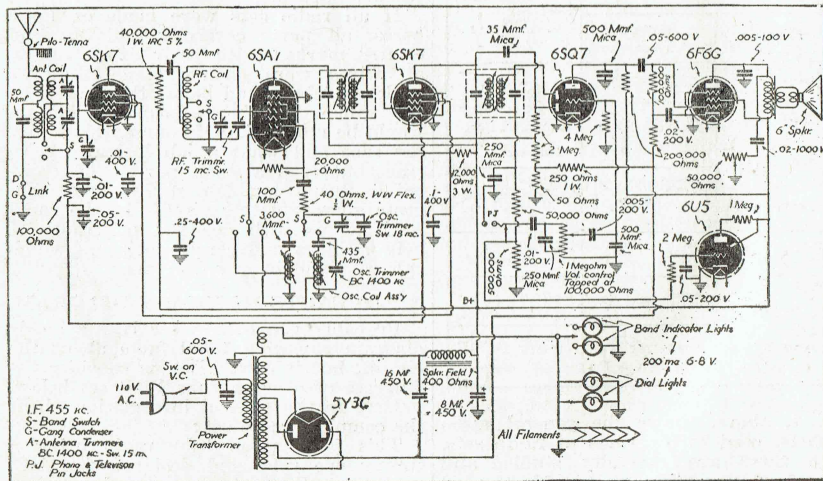 Pilo-Tenna
Ant Coil
50
Mmf.
A
A
D
G
Link
100,000
Ohms
6SK7
G
S
.01-
200 V.
.05-
200 V.
.01
400 V.
40,000 Ohms
1 W. IRC 5%
50 Mmf
R.F. Coil
S
G
R.F. Trimmr
15 mc. Sw.
.25-400 V.
6SA7
20,000
Ohms
100
Mmf
40 Ohms, WW Flex.
½ W.
S
S
S
3600
Mmf
G
Osc.
Trimmer
Sw 18 mc.
435
Mmf.
Osc. Trimmer
BC 1400 KC
Osc. Coil Ass'y
6SK7
.1-
400 V
12,000
Ohms
3 W.
B+
35 Mmf.
Mica
250
Mmf.
Mica
P.J.
500,000
Ohms
6SQ7
4 Meg
2 Meg.
250 Ohms
1 W.
50 Ohms
50,000 Ohms
.01-
200 V.
250 Mmf.
Mica
1 Megohm
Vol. control
Tapped at
100,000 Ohms
.005-
200 V
500
Mmf.
Mica
500 Mmf.
Mica
.05-600 V.
500,000
Ohms
.02-
200 V.
200,000
Ohms
6F6G
.005-100 V
6" Spkr.
.02-1000 V
50,000
Ohms
6U5
1 Meg.
2 Meg.
.05-200 V
110 V
A.C.
Sw. on
V.C.
.05-
600 V.
Power
Transformer
5Y3G
16 Mf
450 V.
Spkr. Field
400 Ohms
8 Mf
450 V.
Band Indicator Lights
200 ma 6-8 V.
Dial Lights
All Filaments
I.F. 455 KC.
S-Band Switch
G-Gang Condenser
A-Antenna Trimmers
BC. 1400 KC - Sw. 15 m.
P.J. Phono & Television
Pin Jacks